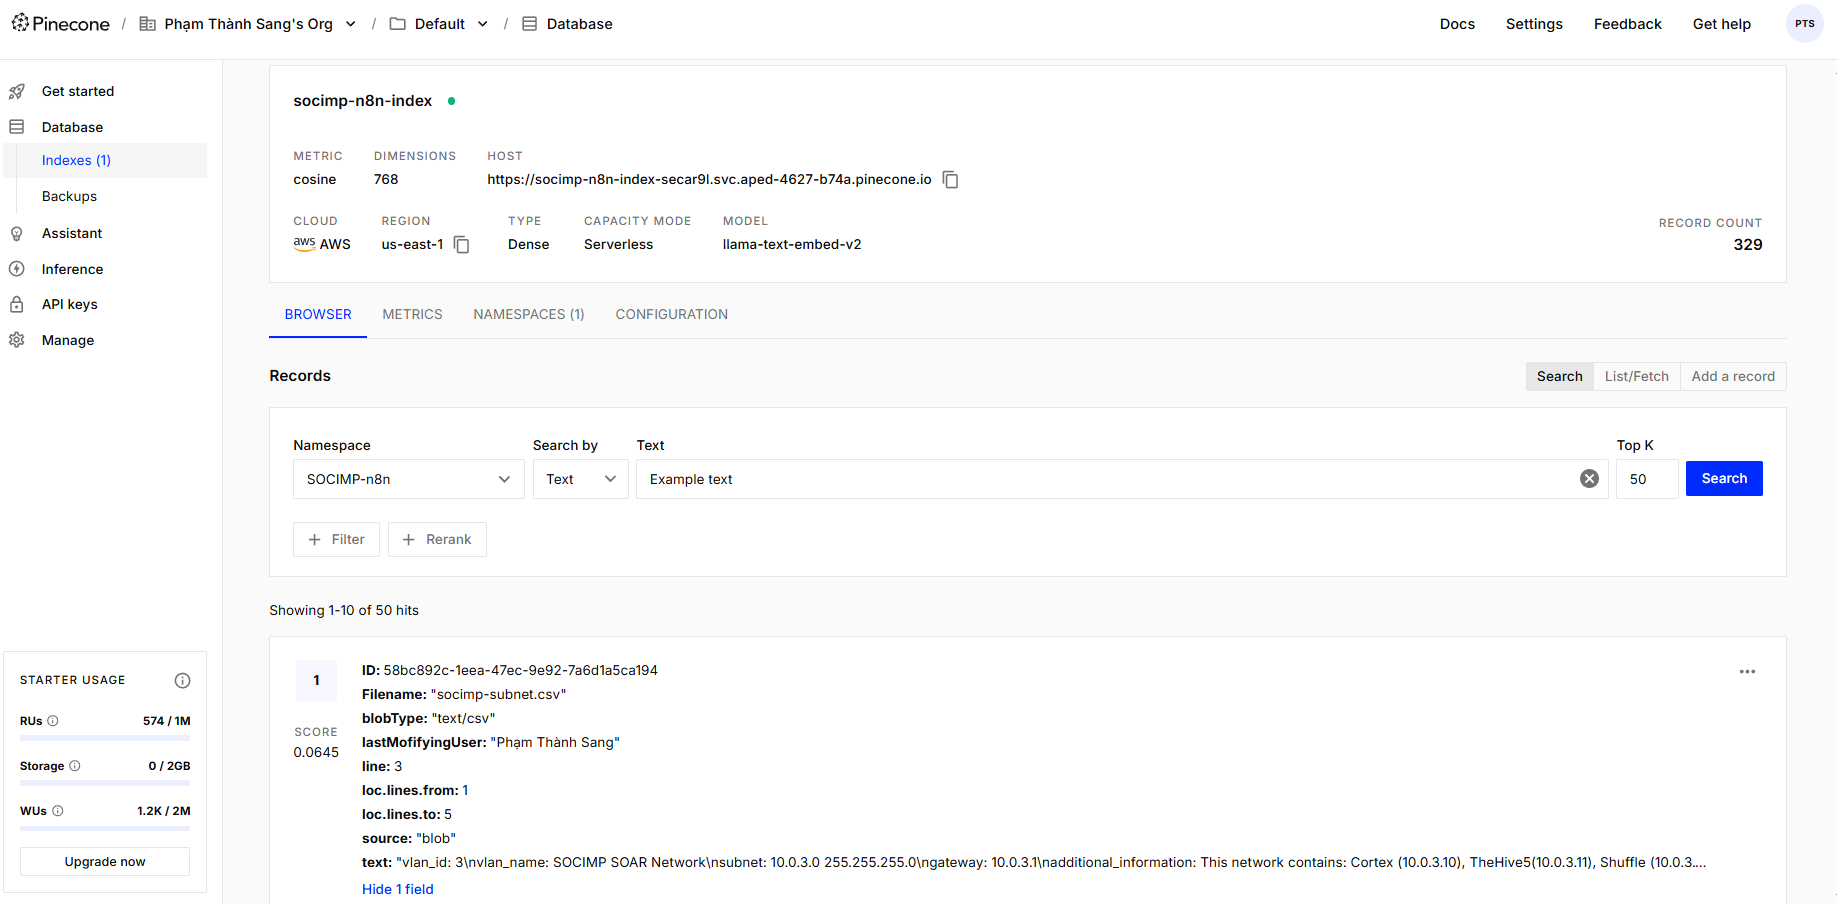 Pinecone / Phạm Thành Sang's Org / Default / Database
Docs Settings Feedback Get help PTS
Get started
Database
Indexes (1)
Backups
Assistant
Inference
API keys
Manage
STARTER USAGE
RUs 574 / 1M
Storage 0 / 2GB
WUs 1.2K / 2M
Upgrade now
socimp-n8n-index
METRIC DIMENSIONS HOST
cosine 768 https://socimp-n8n-index-secar9l.svc.aped-4627-b74a.pinecone.io
CLOUD REGION TYPE CAPACITY MODE MODEL RECORD COUNT
aws AWS us-east-1 Dense Serverless llama-text-embed-v2 329
BROWSER METRICS NAMESPACES (1) CONFIGURATION
Records Search List/Fetch Add a record
Namespace Search by Text Top K
SOCIMP-n8n Text Example text 50 Search
+ Filter + Rerank
Showing 1-10 of 50 hits
1
SCORE
0.0645
ID: 58bc892c-1eea-47ec-9e92-7a6d1a5ca194
Filename: "socimp-subnet.csv"
blobType: "text/csv"
lastMofifyingUser: "Phạm Thành Sang"
line: 3
loc.lines.from: 1
loc.lines.to: 5
source: "blob"
text: "vlan_id: 3\nvlan_name: SOCIMP SOAR Network\nsubnet: 10.0.3.0 255.255.255.0\ngateway: 10.0.3.1\nadditional_information: This network contains: Cortex (10.0.3.10), TheHive5(10.0.3.11), Shuffle (10.0.3....
Hide 1 field